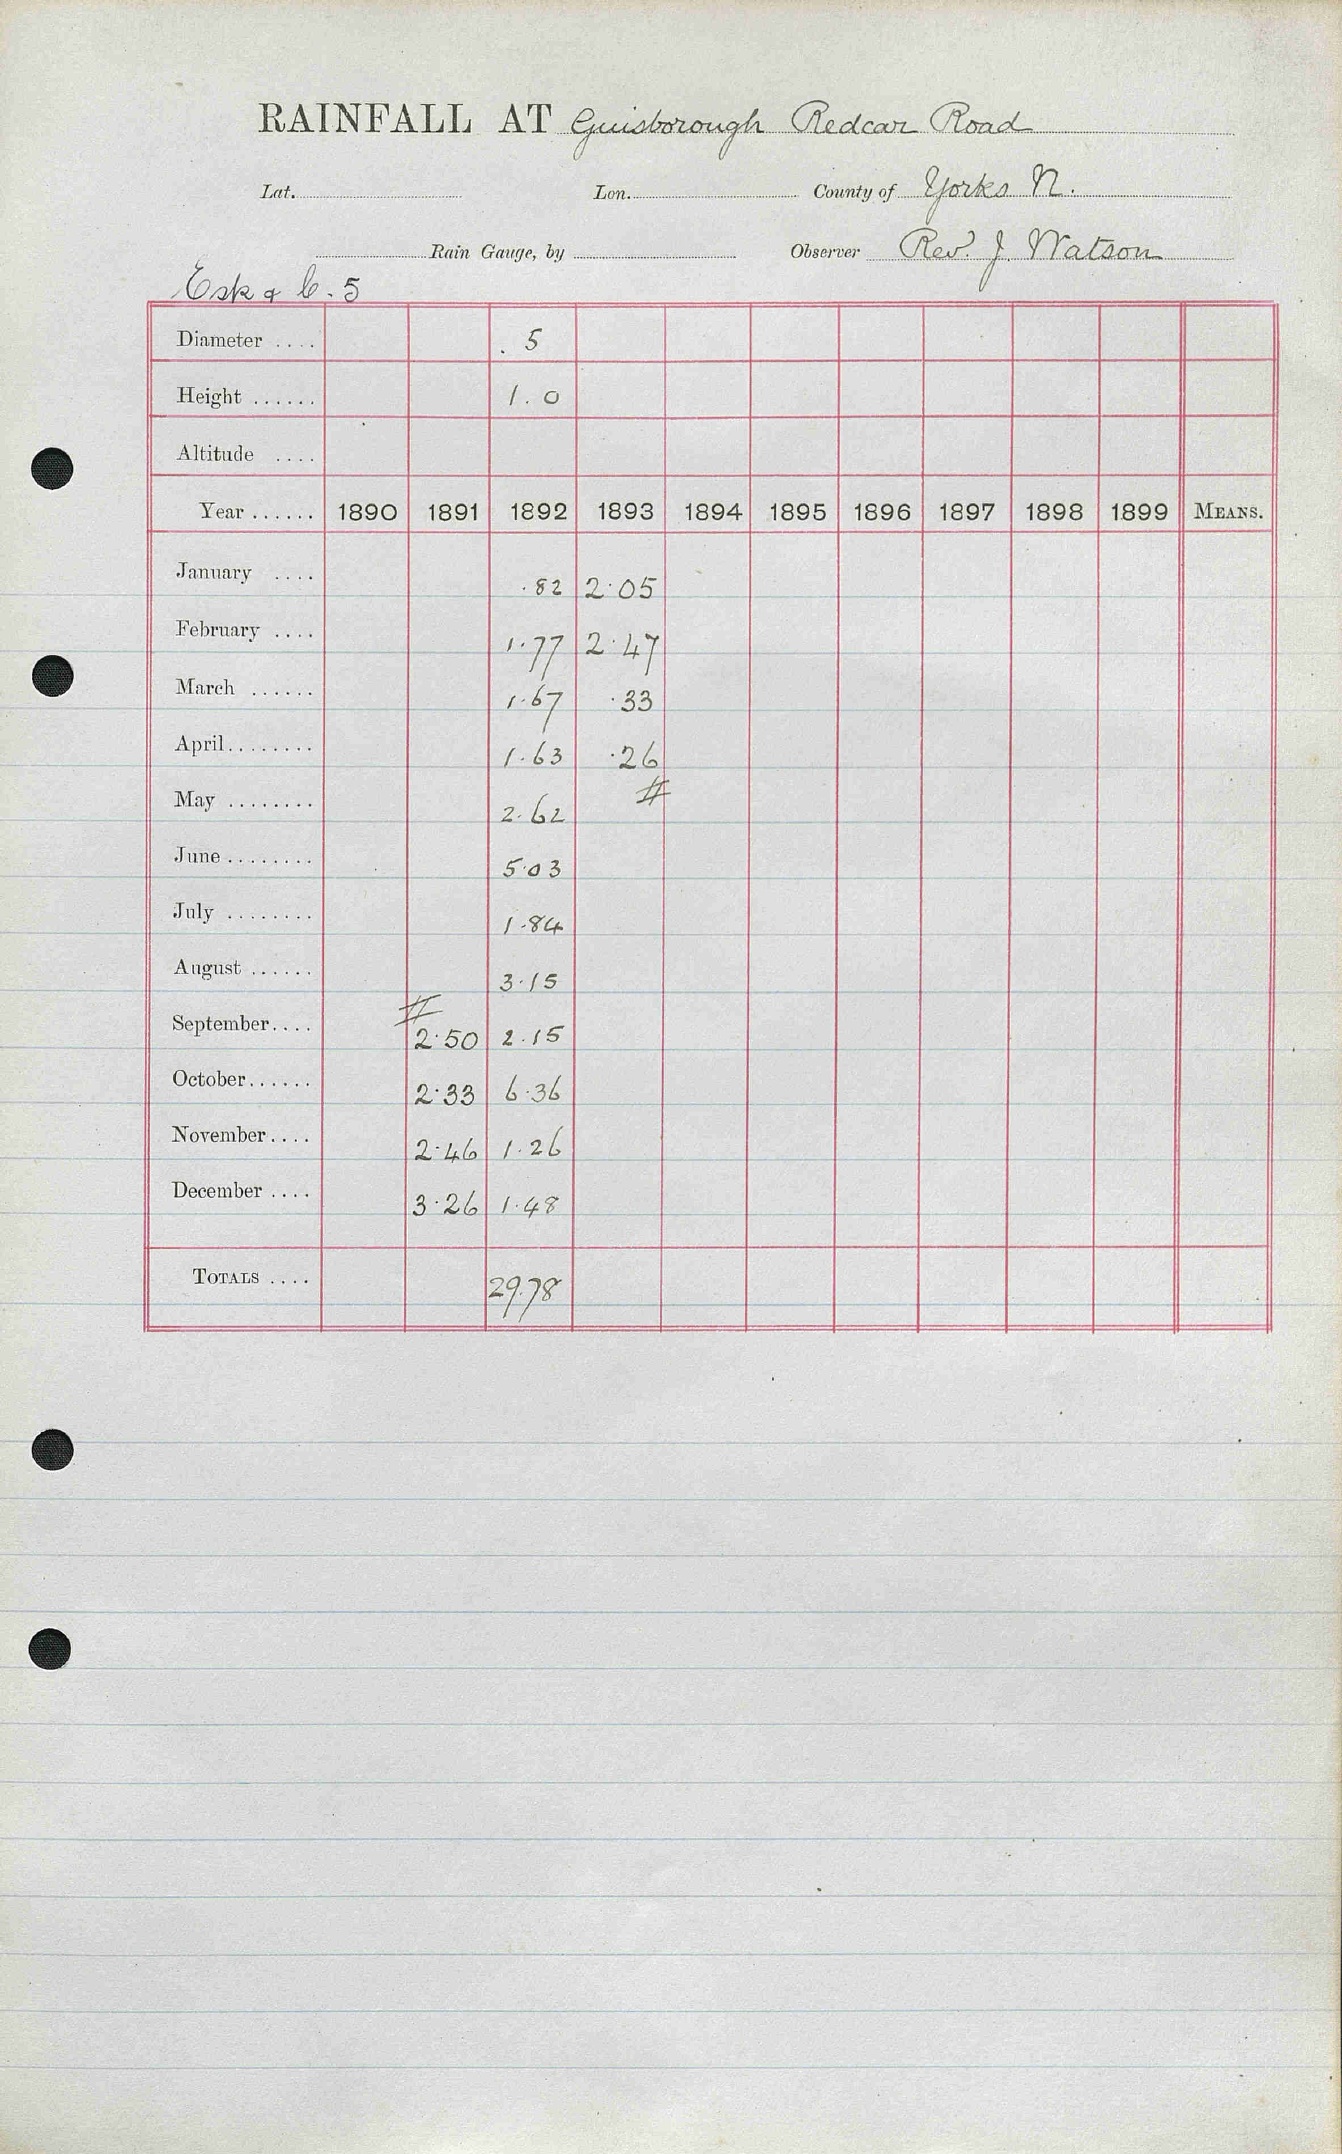 RAINFALL AT Guisborough Redcar Road
Lat. Lon. County of Yorks N.
Rain Gauge, by Observer Rev. J. Watson
Esk & C. 5
Diameter .... 5
Height ...... 1.0
Altitude ....
Year ...... 1890 1891 1892 1893 1894 1895 1896 1897 1898 1899 MEANS.
January .... ·82 2·05
February .... 1·77 2·47
March ...... 1·67 ·33
April........ 1·63 ·26
May ........ 2·62 #
June ........ 5·03
July ........ 1·84
August ...... 3·15
September.... # 2·50 2·15
October...... 2·33 6·36
November.... 2·46 1·26
December .... 3·26 1·48
TOTALS .... 29.78